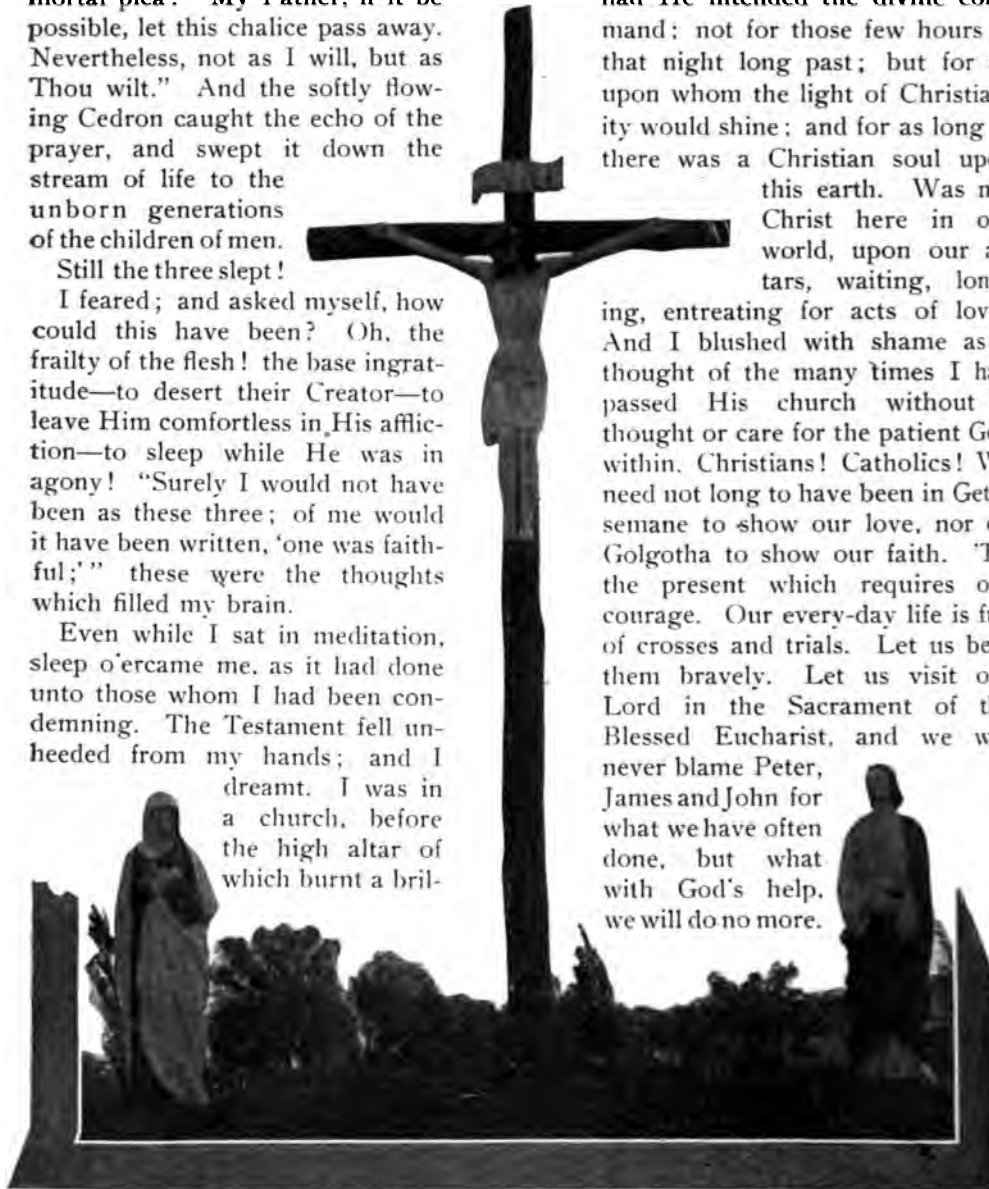 possible, let this chalice pass away.
Nevertheless, not as I will, but as
Thou wilt." And the softly flow-
ing Cedron caught the echo of the
prayer, and swept it down the
stream of life to the
unborn generations
of the children of men.
Still the three slept!
I feared; and asked myself, how
could this have been? Oh, the
frailty of the flesh! the base ingrat-
itude—to desert their Creator—to
leave Him comfortless in His afflic-
tion—to sleep while He was in
agony! "Surely I would not have
been as these three; of me would
it have been written, 'one was faith-
ful;'" these were the thoughts
which filled my brain.
Even while I sat in meditation,
sleep o'ercame me, as it had done
unto those whom I had been con-
demning. The Testament fell un-
heeded from my hands; and I
dreamt. I was in
a church, before
the high altar of
which burnt a bril-
had He intended the divine
mand: not for those few hours
that night long past; but for
upon whom the light of
ity would shine; and for as long
there was a Christian soul
this earth. Was
Christ here in
world, upon our
tars, waiting,
ing, entreating for acts of
And I blushed with shame as
thought of the many times I
passed His church without
thought or care for the patient
within. Christians! Catholics!
need not long to have been in
semane to show our love, nor
Golgotha to show our faith.
the present which requires
courage. Our every-day life is
of crosses and trials. Let us
them bravely. Let us visit
Lord in the Sacrament of
Blessed Eucharist, and we
never blame Peter,
James and John for
what we have often
done, but what
with God's help,
we will do no more.